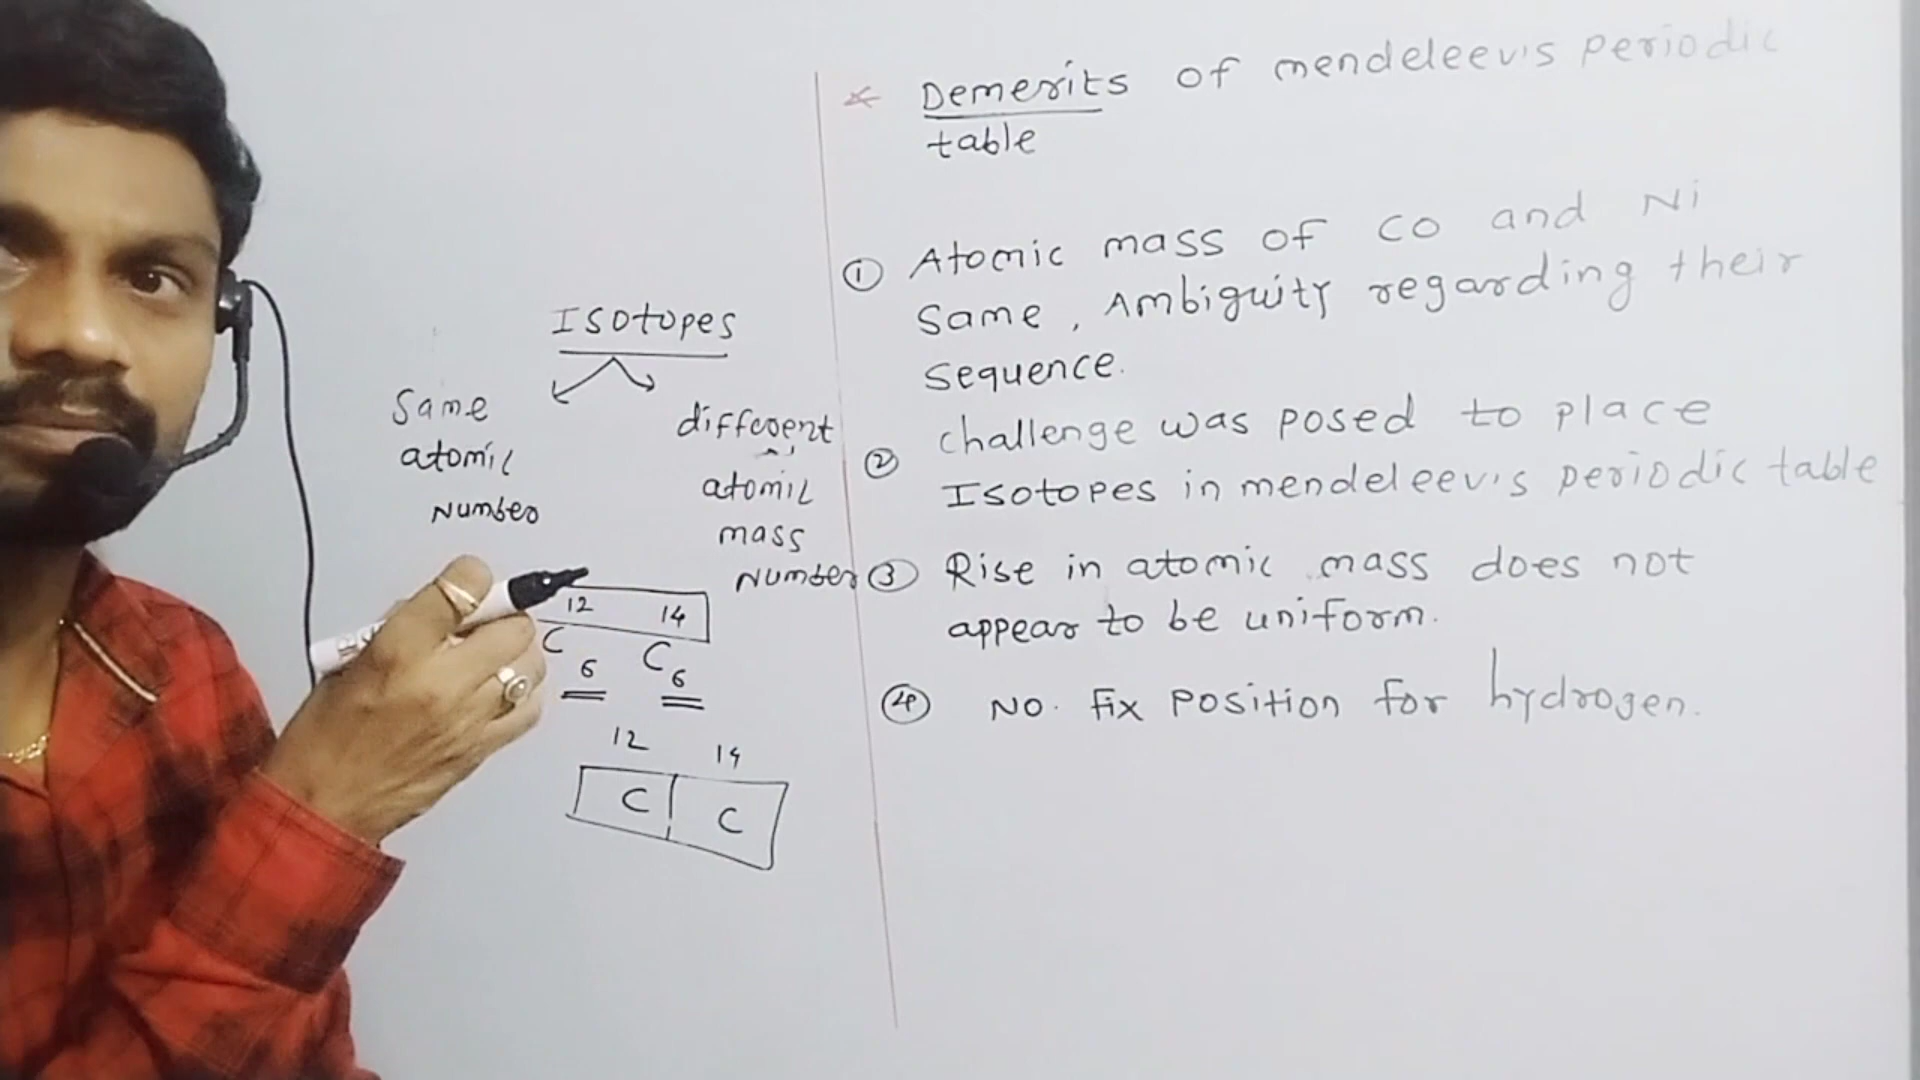 Isotopes
Same
atomic
Number
different
atomic
mass
Number
12 14
C 6 C 6
12 14
C C
* Demerits of mendeleev's periodic
table
① Atomic mass of Co and Ni
Same, Ambiguity regarding their
Sequence.
② challenge was posed to place
Isotopes in mendeleev's periodic table
③ Rise in atomic mass does not
appear to be uniform.
④ No. Fix Position for hydrogen.